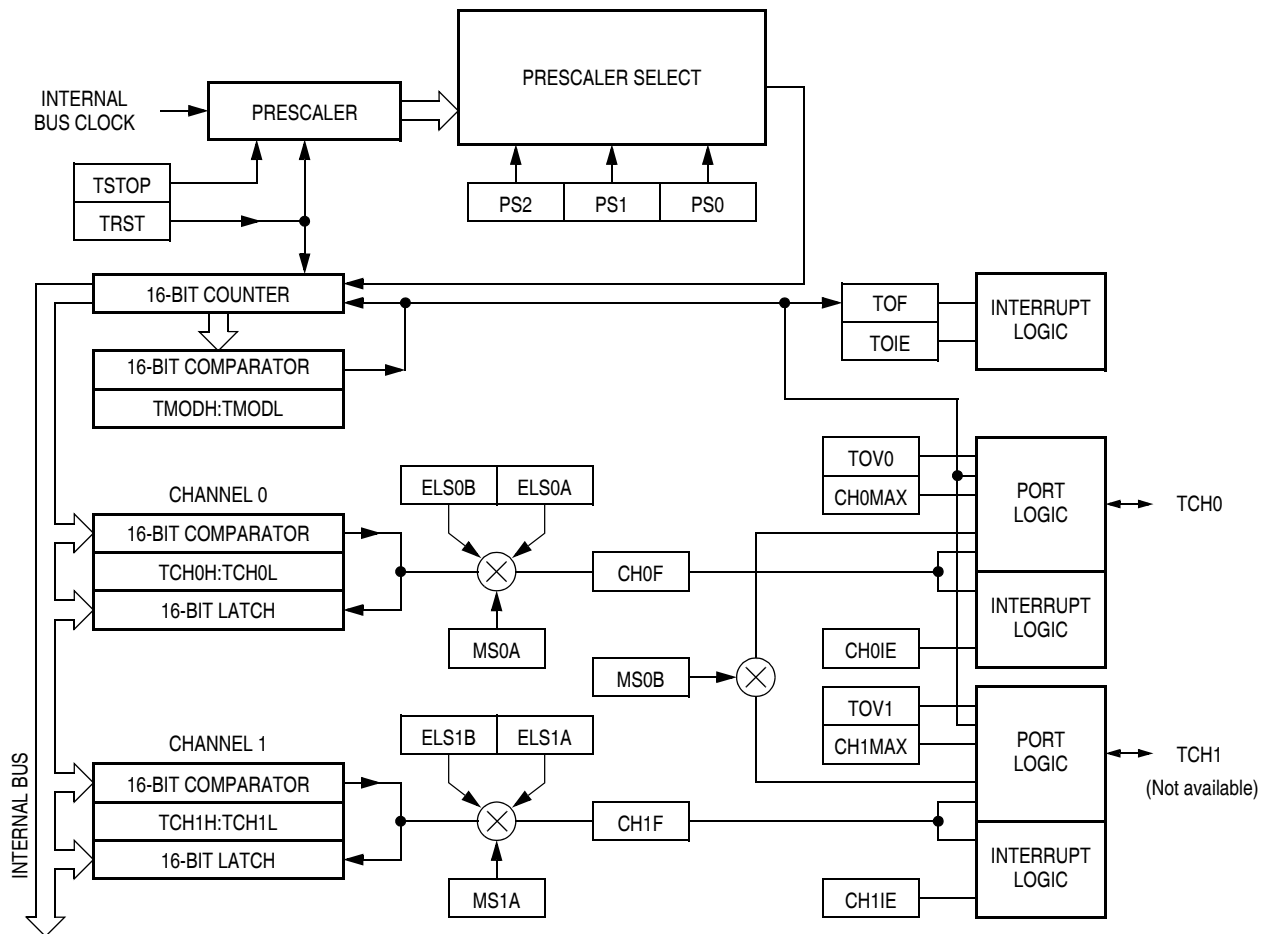 PRESCALER SELECT
INTERNAL
BUS CLOCK
PRESCALER
TSTOP
TRST
PS2
PS1
PS0
16-BIT COUNTER
16-BIT COMPARATOR
TMODH:TMODL
TOF
TOIE
INTERRUPT
LOGIC
CHANNEL 0
16-BIT COMPARATOR
TCH0H:TCH0L
16-BIT LATCH
ELS0B
ELS0A
MS0A
CH0F
TOV0
CH0MAX
PORT
LOGIC
TCH0
INTERRUPT
LOGIC
CH0IE
MS0B
CHANNEL 1
16-BIT COMPARATOR
TCH1H:TCH1L
16-BIT LATCH
ELS1B
ELS1A
MS1A
CH1F
TOV1
CH1MAX
PORT
LOGIC
TCH1
(Not available)
INTERRUPT
LOGIC
CH1IE
INTERNAL BUS